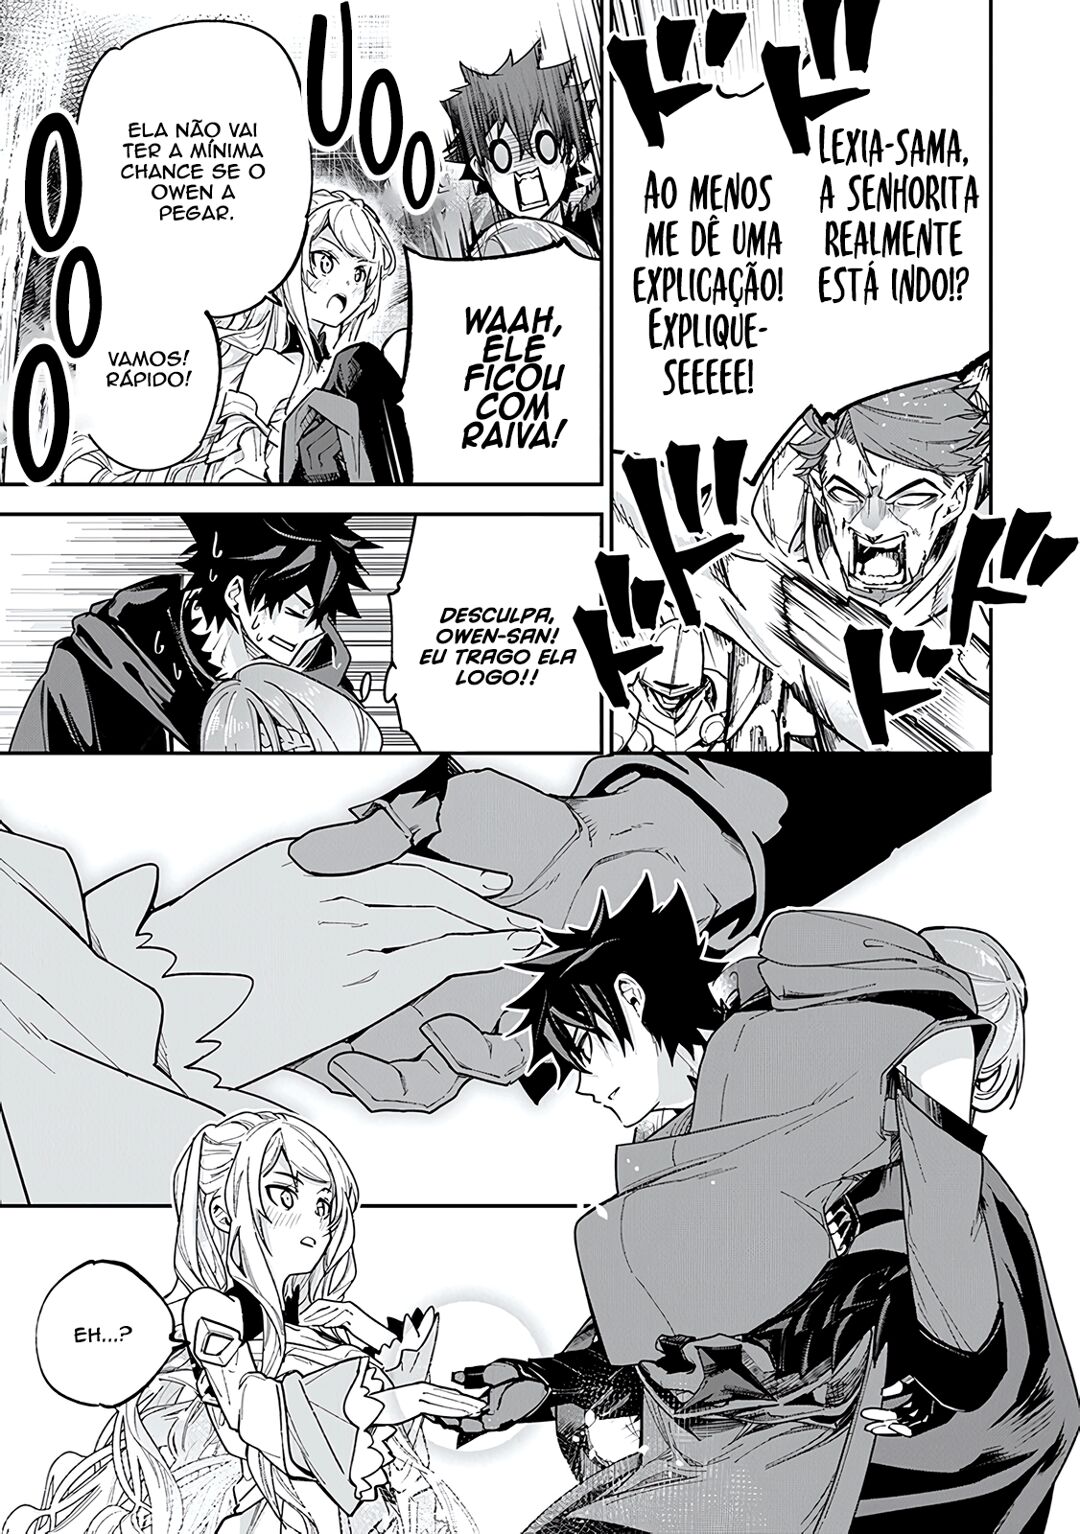 ドドド
LEXIA-SAMA,
A SENHORITA
REALMENTE
ESTÁ INDO!?
AO MENOS
ME DÊ UMA
EXPLICAÇÃO!
EXPLIQUE-
SEEEEE!
ドドドド
UOOO
WAAH,
ELE
FICOU
COM
RAIVA!
ELA NÃO VAI
TER A MÍNIMA
CHANCE SE O
OWEN A
PEGAR.
VAMOS!
RÁPIDO!
OOO
DESCULPA,
OWEN-SAN!
EU TRAGO ELA
LOGO!!
EH...?